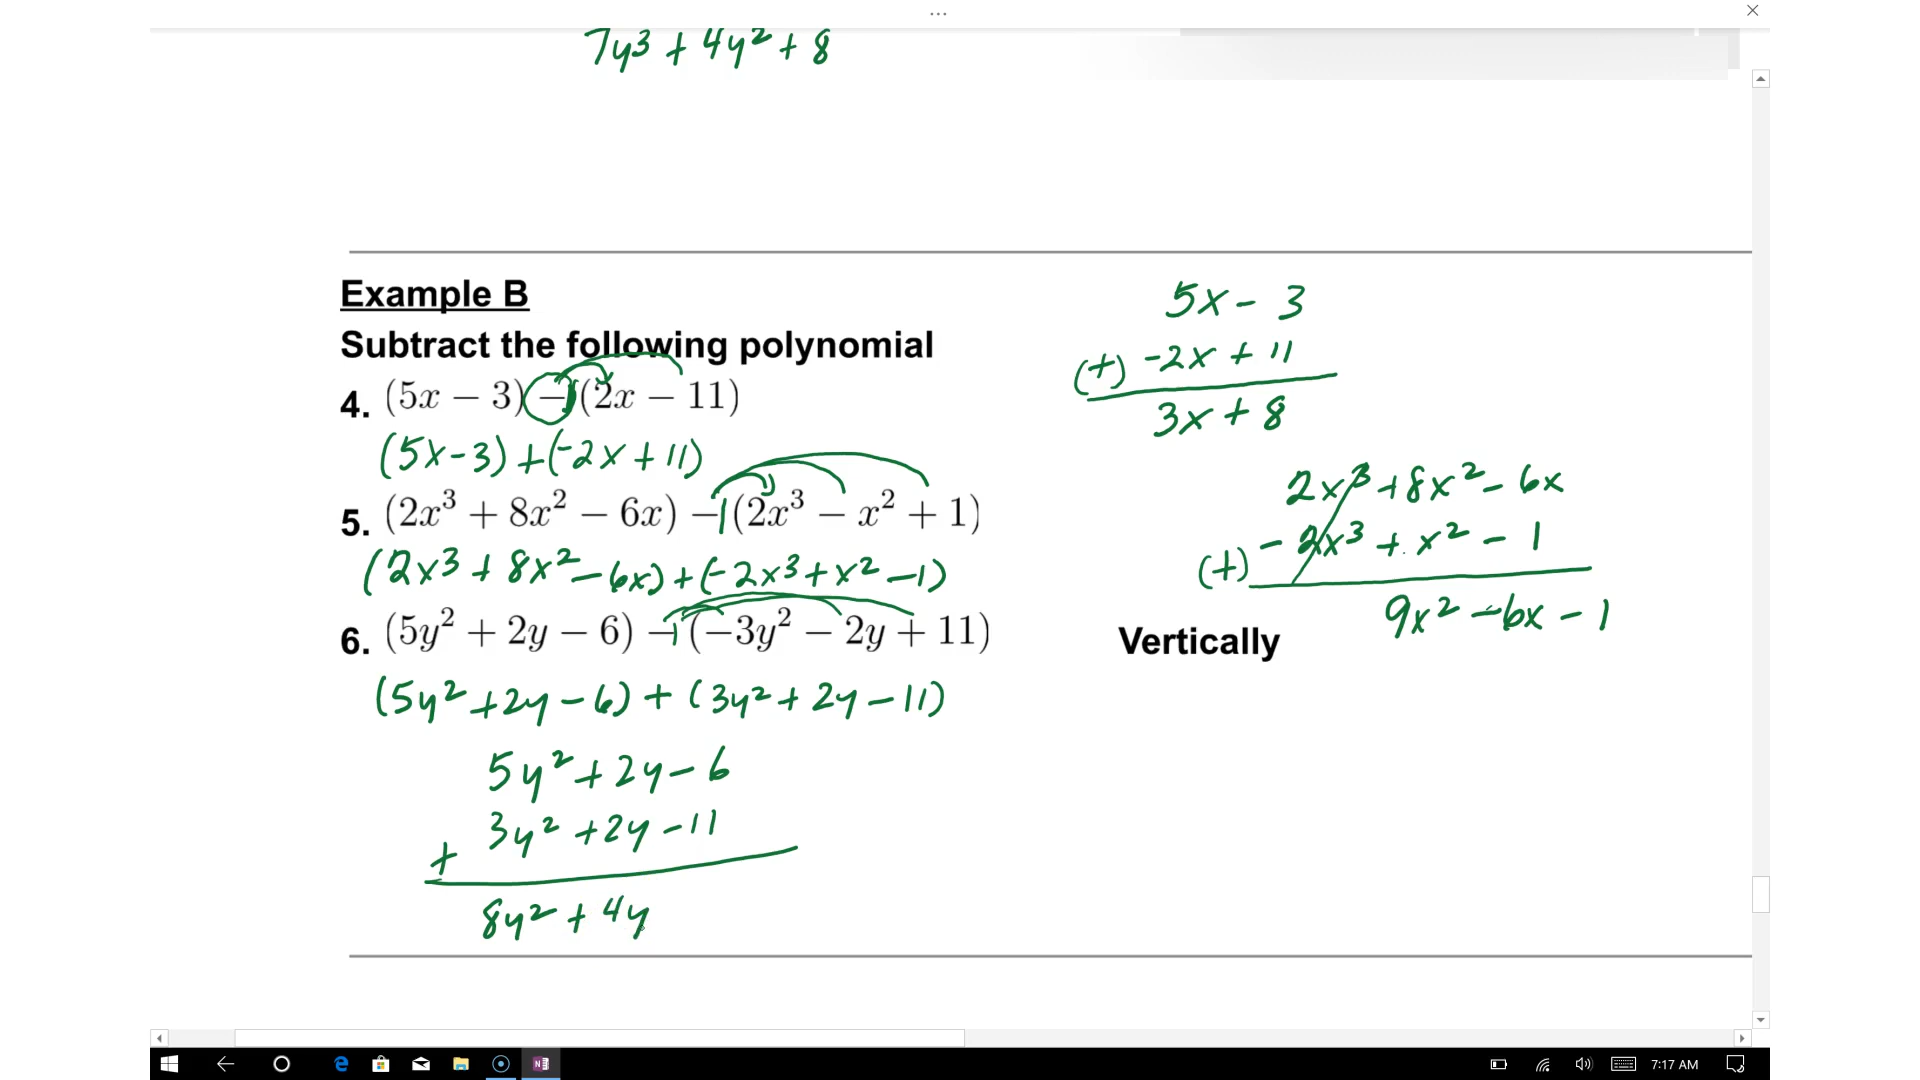 7y³ + 4y² + 8
Example B
Subtract the following polynomial
4. (5x − 3) −1(2x − 11)
(5x-3)+(-2x+11)
5. (2x³ + 8x² − 6x) −1(2x³ − x² + 1)
(2x³ + 8x² - 6x) + (-2x³ + x² - 1)
6. (5y² + 2y − 6) −1(−3y² − 2y + 11)
(5y² + 2y - 6) + (3y² + 2y - 11)
5y² + 2y - 6
+ 3y² + 2y - 11
8y² + 4y
5x - 3
(+) -2x + 11
3x + 8
2x³ + 8x² - 6x
(+) - 2x³ + x² - 1
9x² - 6x - 1
Vertically
7:17 AM